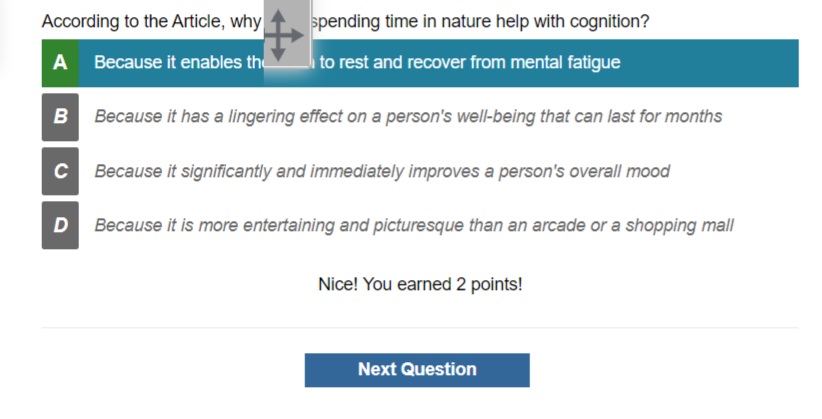 According to the Article, why spending time in nature help with cognition?
A Because it enables the to rest and recover from mental fatigue
B Because it has a lingering effect on a person's well-being that can last for months
C Because it significantly and immediately improves a person's overall mood
D Because it is more entertaining and picturesque than an arcade or a shopping mall
Nice! You earned 2 points!
Next Question